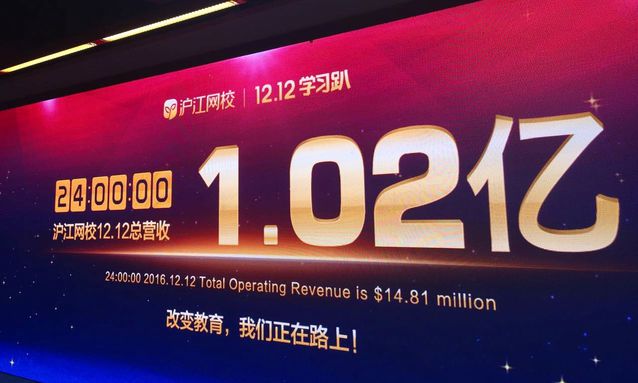 沪江网校 | 12.12 学习趴
24:00:00
沪江网校12.12总营收
1.02亿
24:00:00 2016.12.12 Total Operating Revenue is $14.81 million
改变教育，我们正在路上！